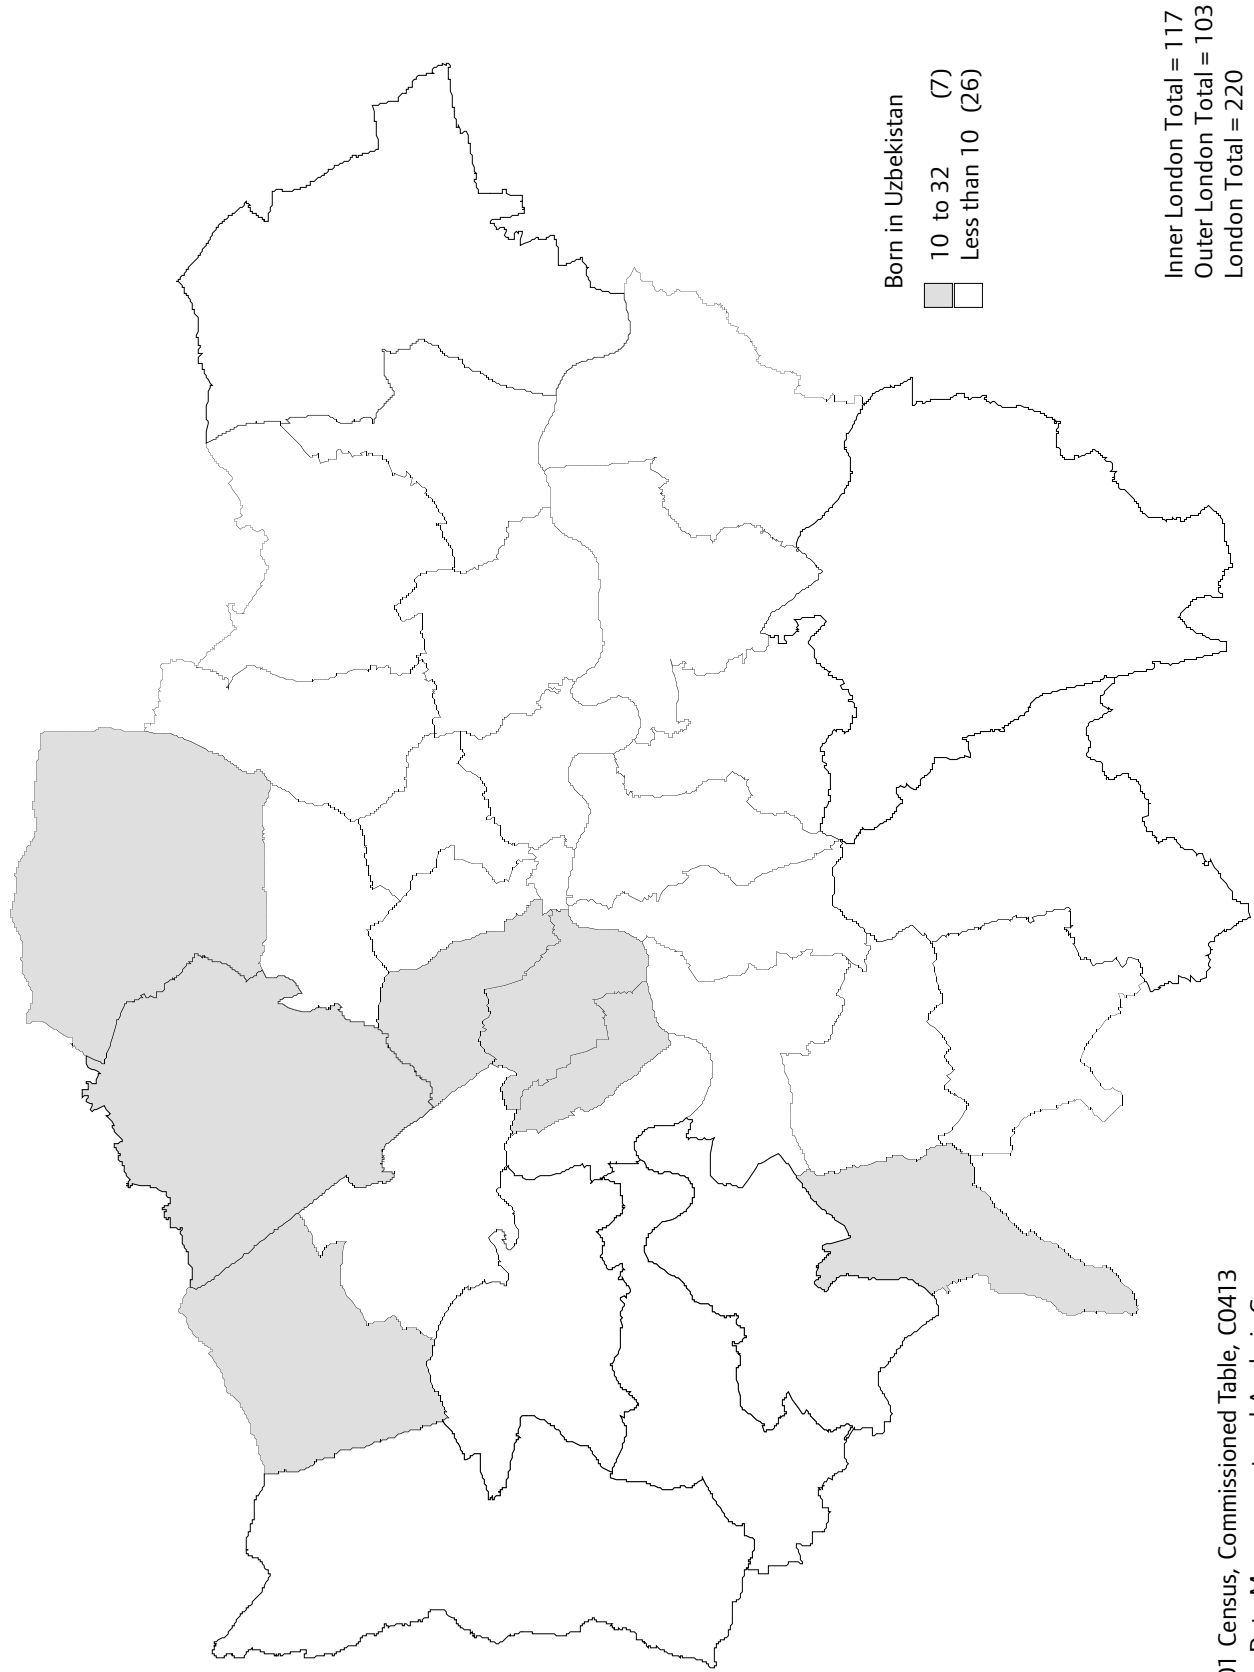 Born in Uzbekistan
10 to 32 (7)
Less than 10 (26)
Inner London Total = 117
Outer London Total = 103
London Total = 220
01 Census, Commissioned Table, C0413